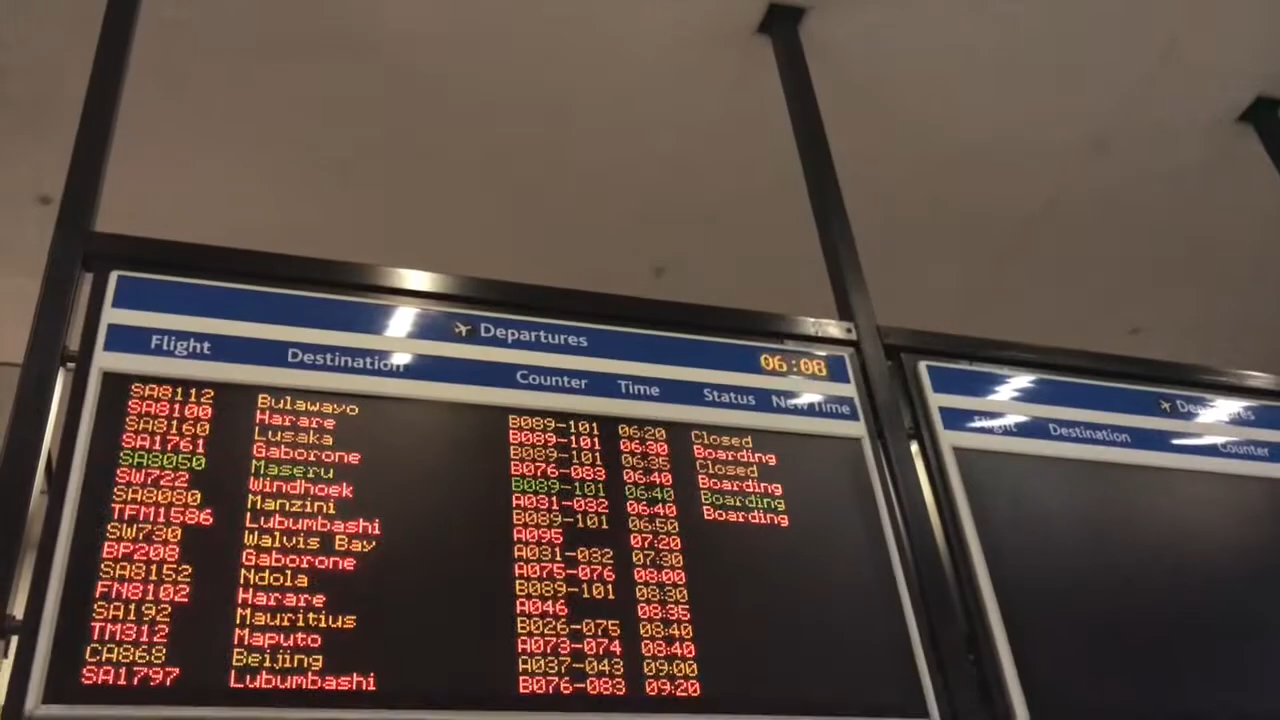 Departures 06:08
Flight Destination Counter Time Status New Time
SA8112 Bulawayo B089-101 06:20 Closed
SA8100 Harare B089-101 06:30 Boarding
SA8160 Lusaka B089-101 06:35 Closed
SA1761 Gaborone B076-083 06:40 Boarding
SA8050 Maseru B089-101 06:40 Boarding
SW722 Windhoek A031-032 06:40 Boarding
SA8080 Manzini B089-101 06:50
TFM1586 Lubumbashi A095 07:20
SW730 Walvis Bay A031-032 07:30
BP208 Gaborone A075-076 08:00
SA8152 Ndola B089-101 08:30
FN8102 Harare A046 08:35
SA192 Mauritius B026-075 08:40
TM312 Maputo A073-074 08:40
CA868 Beijing A037-043 09:00
SA1797 Lubumbashi B076-083 09:20
Departures
Flight Destination Counter